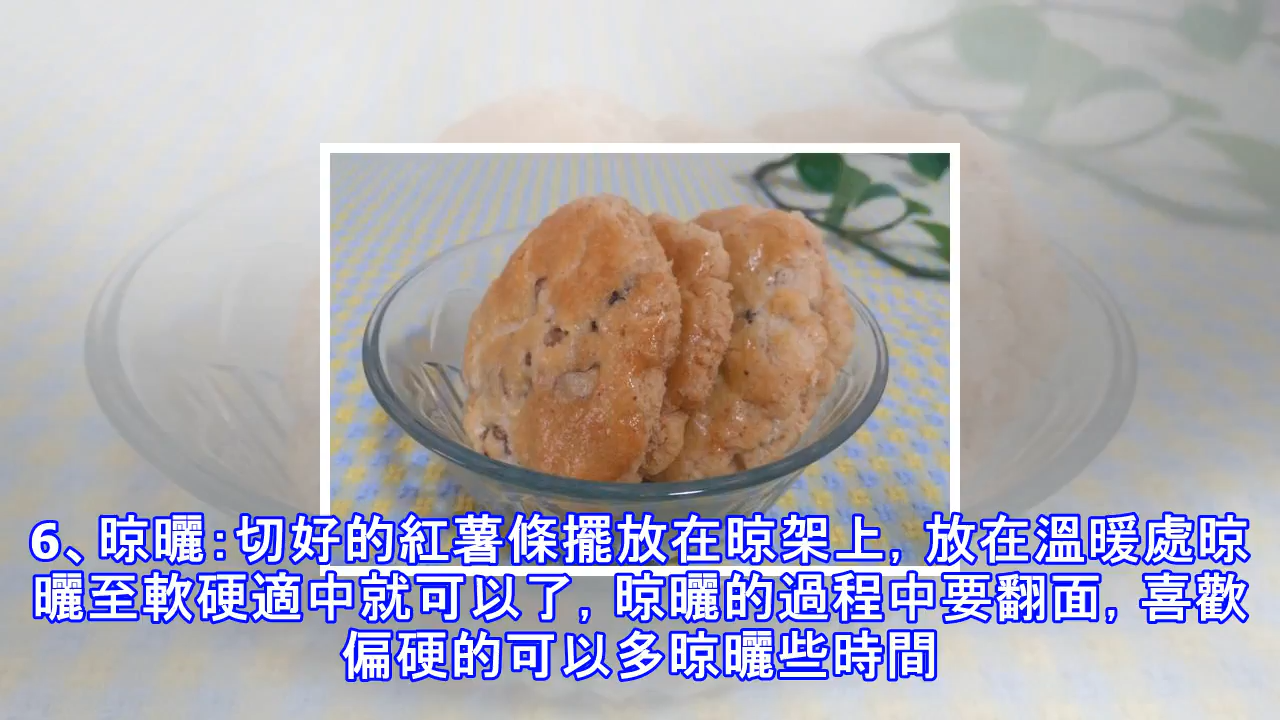 6、晾曬:切好的紅薯條擺放在晾架上, 放在溫暖處晾
曬至軟硬適中就可以了, 晾曬的過程中要翻面, 喜歡
偏硬的可以多晾曬些時間